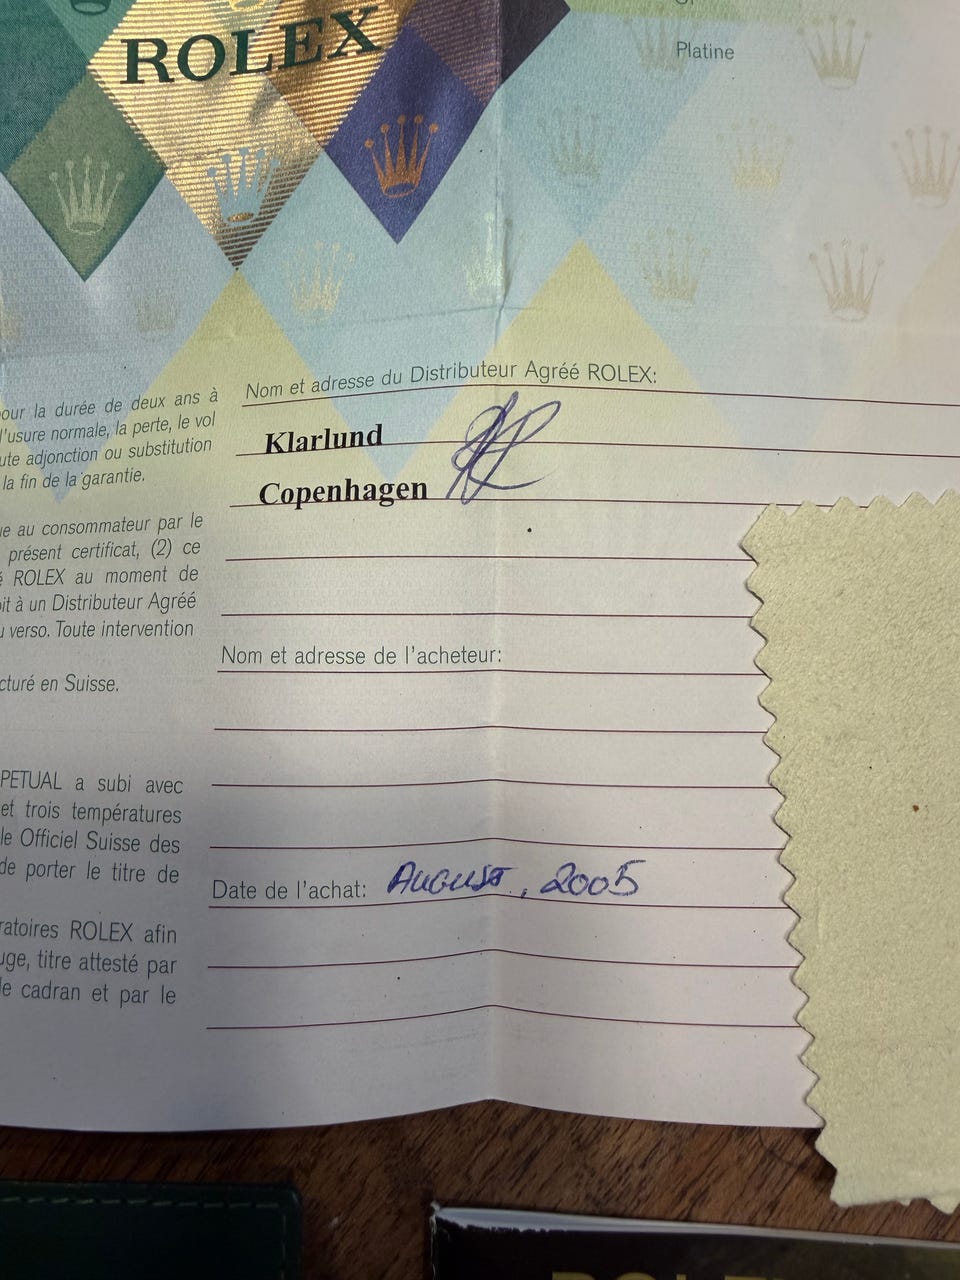 ROLEX
Platine
Nom et adresse du Distributeur Agréé ROLEX:
Klarlund
Copenhagen
Nom et adresse de l'acheteur:
Date de l'achat: August, 2005
pour la durée de deux ans à
l'usure normale, la perte, le vol
ute adjonction ou substitution
la fin de la garantie.
ue au consommateur par le
présent certificat, (2) ce
é ROLEX au moment de
oit à un Distributeur Agréé
u verso. Toute intervention
cturé en Suisse.
PETUAL a subi avec
et trois températures
le Officiel Suisse des
de porter le titre de
ratoires ROLEX afin
uge, titre attesté par
le cadran et par le